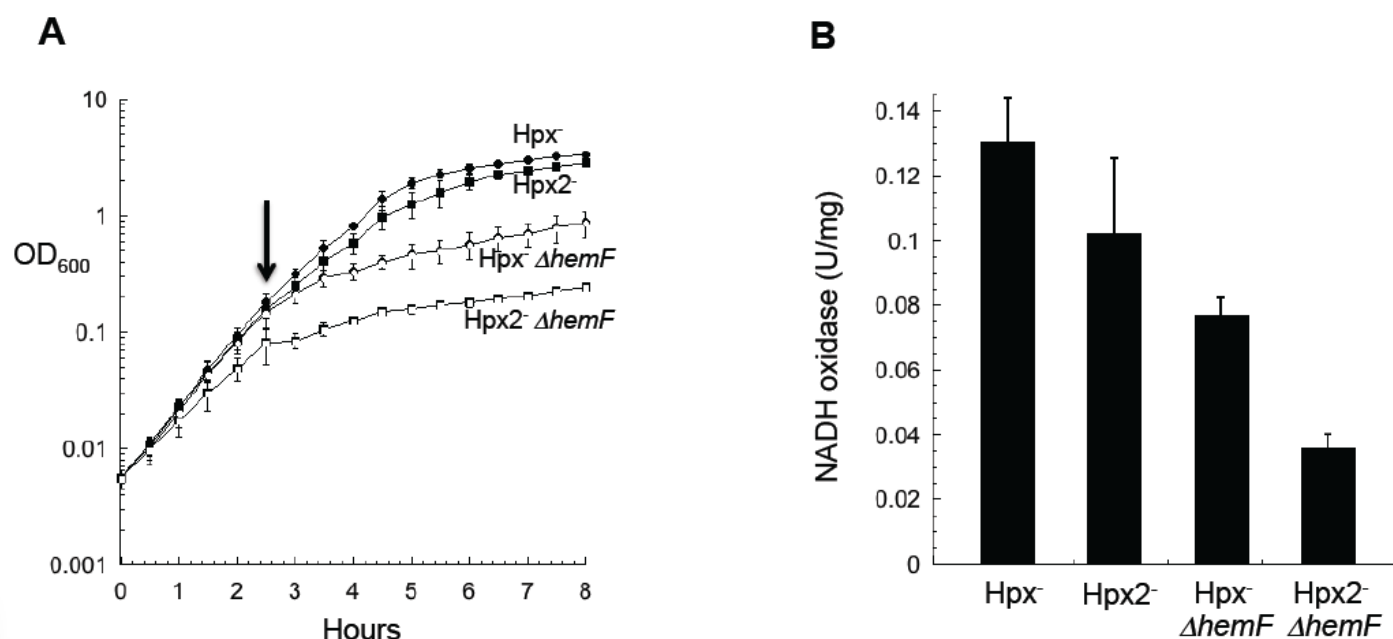 A
10
1
0.1
0.01
0.001
OD₆₀₀
Hpx⁻
Hpx2⁻
Hpx⁻ ΔhemF
Hpx2⁻ ΔhemF
0 1 2 3 4 5 6 7 8
Hours
B
NADH oxidase (U/mg)
0.14
0.12
0.1
0.08
0.06
0.04
0.02
0
Hpx⁻ Hpx2⁻ Hpx⁻ Hpx2⁻
ΔhemF ΔhemF